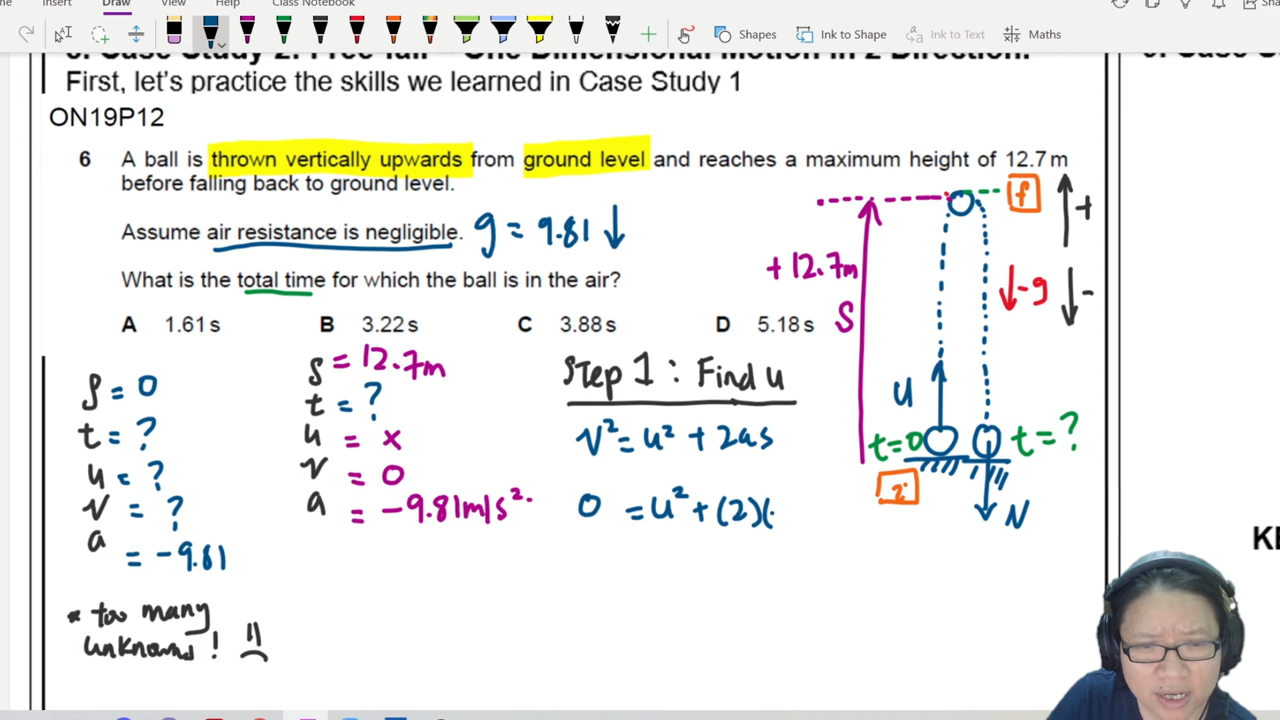 Insert Draw History Review View Help Class Notebook
Shapes Ink to Shape Ink to Text Maths
First, let's practice the skills we learned in Case Study 1
ON19P12
6 A ball is thrown vertically upwards from ground level and reaches a maximum height of 12.7 m
before falling back to ground level.
Assume air resistance is negligible. g = 9.81 ↓
What is the total time for which the ball is in the air?
A 1.61 s B 3.22 s C 3.88 s D 5.18 s
s = 0
t = ?
u = ?
v = ?
a = -9.81
* too many
unknowns !
s = 12.7m
t = ?
u = x
v = 0
a = -9.81m/s².
Step 1 : Find u
v² = u² + 2as
0 = u² + (2)(
f
+
-g
-
+12.7m
s
u
t=0
t=?
i
N
KE